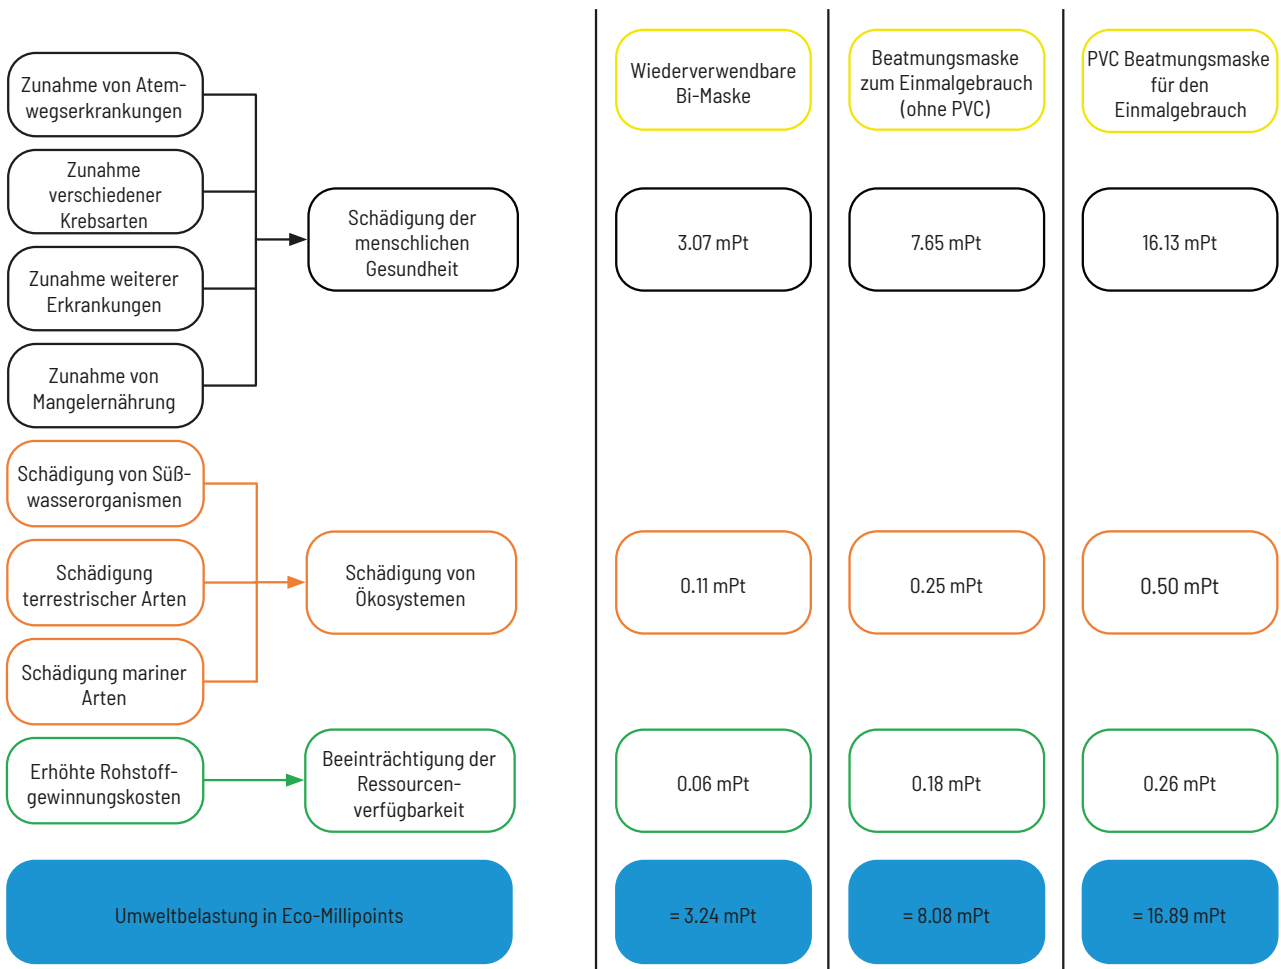 Wiederverwendbare
Bi-Maske
Beatmungsmaske
zum Einmalgebrauch
(ohne PVC)
PVC Beatmungsmaske
für den
Einmalgebrauch
Zunahme von Atem-
wegserkrankungen
Zunahme
verschiedener
Krebsarten
Zunahme weiterer
Erkrankungen
Zunahme von
Mangelernährung
Schädigung der
menschlichen
Gesundheit
3.07 mPt
7.65 mPt
16.13 mPt
Schädigung von Süß-
wasserorganismen
Schädigung
terrestrischer Arten
Schädigung mariner
Arten
Schädigung von
Ökosystemen
0.11 mPt
0.25 mPt
0.50 mPt
Erhöhte Rohstoff-
gewinnungskosten
Beeinträchtigung der
Ressourcen-
verfügbarkeit
0.06 mPt
0.18 mPt
0.26 mPt
Umweltbelastung in Eco-Millipoints
= 3.24 mPt
= 8.08 mPt
= 16.89 mPt